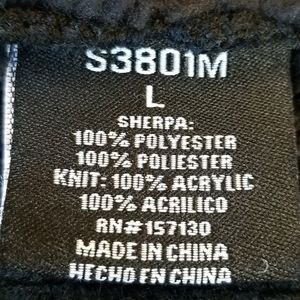 S3801M
L
SHERPA:
100% POLYESTER
100% POLIESTER
KNIT: 100% ACRYLIC
100% ACRILICO
RN#157130
MADE IN CHINA
HECHO EN CHINA